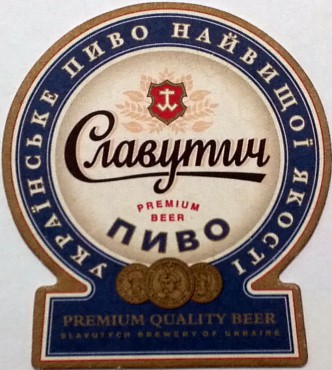 УКРАЇНСЬКЕ ПИВО НАЙВИЩОЇ ЯКОСТІ
Славутич
PREMIUM
BEER
ПИВО
PREMIUM QUALITY BEER
SLAVUTYCH BREWERY OF UKRAINE